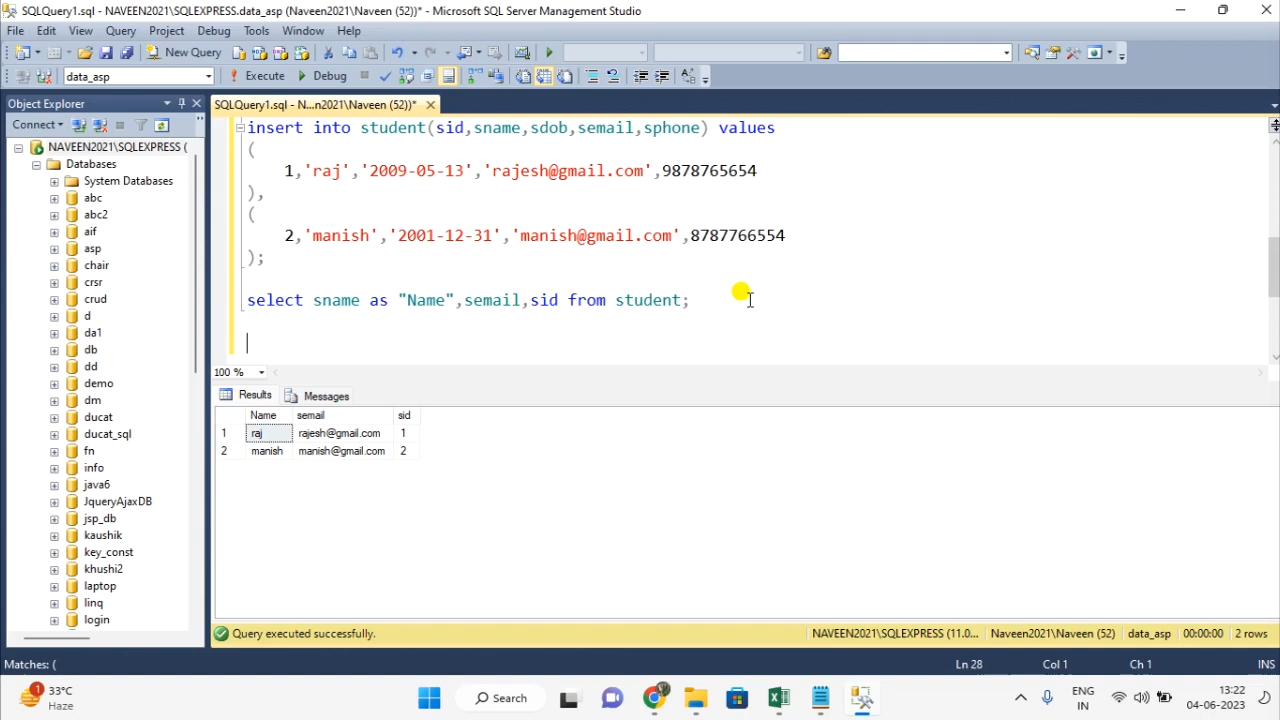 SQLQuery1.sql - NAVEEN2021\SQLEXPRESS.data_asp (Naveen2021\Naveen (52))* - Microsoft SQL Server Management Studio
File Edit View Query Project Debug Tools Window Help
New Query
data_asp Execute Debug
Object Explorer
SQLQuery1.sql - N...n2021\Naveen (52))*
Connect
NAVEEN2021\SQLEXPRESS (
Databases
System Databases
abc
abc2
aif
asp
chair
crsr
crud
d
da1
db
dd
demo
dm
ducat
ducat_sql
fn
info
java6
JqueryAjaxDB
jsp_db
kaushik
key_const
khushi2
laptop
linq
login
insert into student(sid,sname,sdob,semail,sphone) values
(
1,'raj','2009-05-13','rajesh@gmail.com',9878765654
),
(
2,'manish','2001-12-31','manish@gmail.com',8787766554
);
select sname as "Name",semail,sid from student;
100 %
Results Messages
Name semail sid
1 raj rajesh@gmail.com 1
2 manish manish@gmail.com 2
Query executed successfully. NAVEEN2021\SQLEXPRESS (11.0... Naveen2021\Naveen (52) data_asp 00:00:00 2 rows
Matches: ( Ln 28 Col 1 Ch 1 INS
1
33°C
Haze
Search
ENG
IN
13:22
04-06-2023